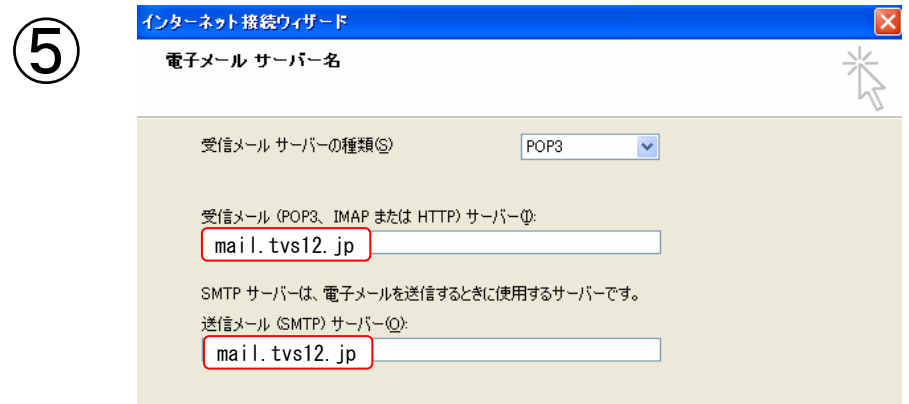 ⑤
インターネット接続ウィザード
電子メール サーバー名
受信メール サーバーの種類(S)
POP3
受信メール (POP3、IMAP または HTTP) サーバー(I):
mail.tvs12.jp
SMTP サーバーは、電子メールを送信するときに使用するサーバーです。
送信メール (SMTP) サーバー(O):
mail.tvs12.jp